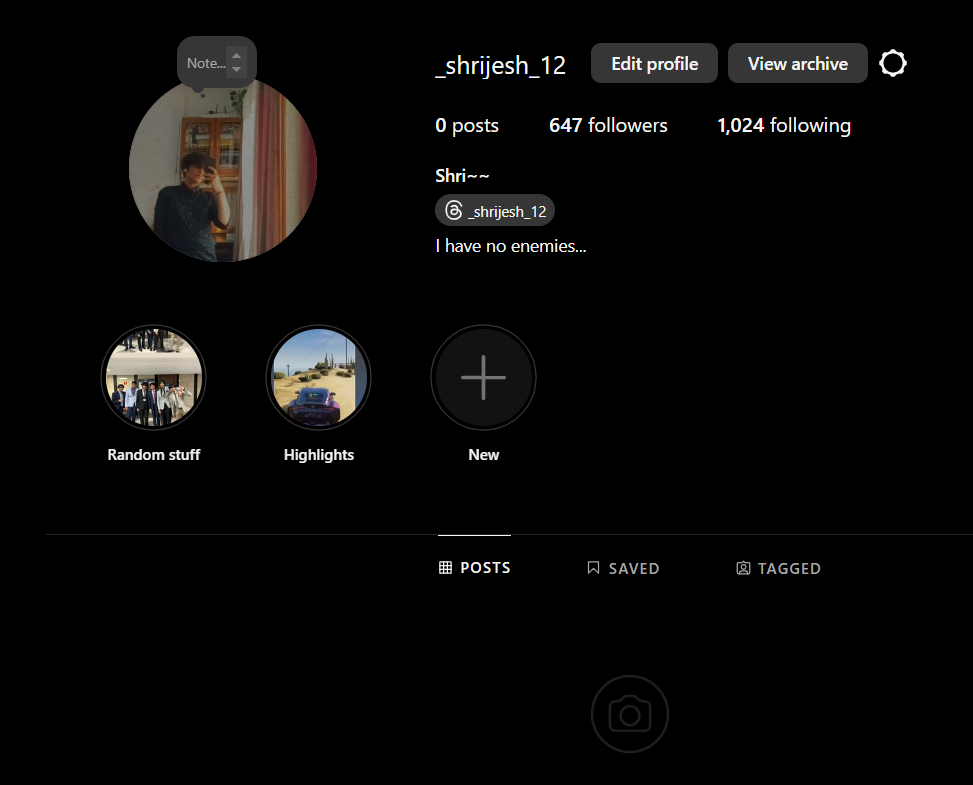 Note...
_shrijesh_12 Edit profile View archive
0 posts 647 followers 1,024 following
Shri~~
_shrijesh_12
I have no enemies...
Random stuff Highlights New
POSTS SAVED TAGGED